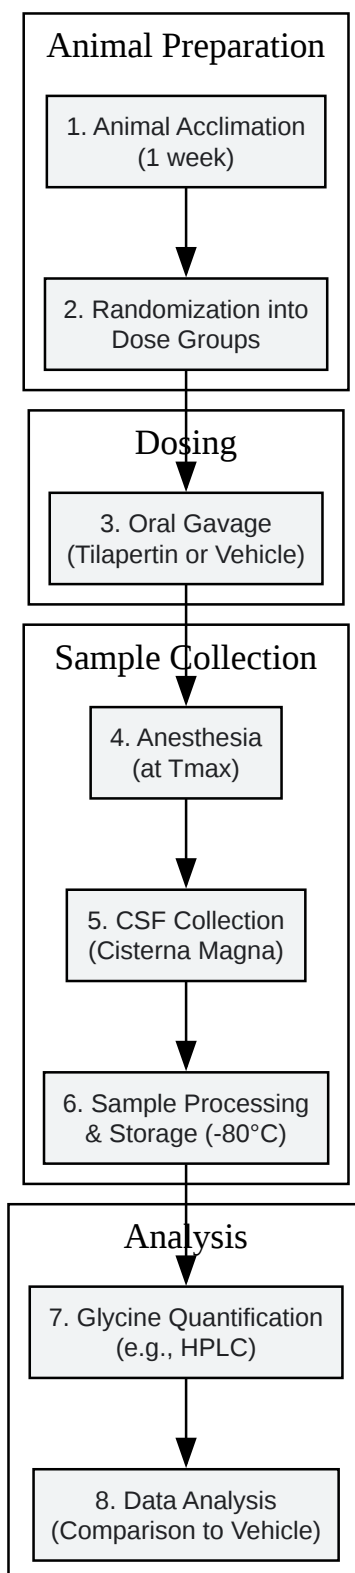 Animal Preparation
1. Animal Acclimation
(1 week)
2. Randomization into
Dose Groups
Dosing
3. Oral Gavage
(Tilapertin or Vehicle)
Sample Collection
4. Anesthesia
(at Tmax)
5. CSF Collection
(Cisterna Magna)
6. Sample Processing
& Storage (-80°C)
Analysis
7. Glycine Quantification
(e.g., HPLC)
8. Data Analysis
(Comparison to Vehicle)